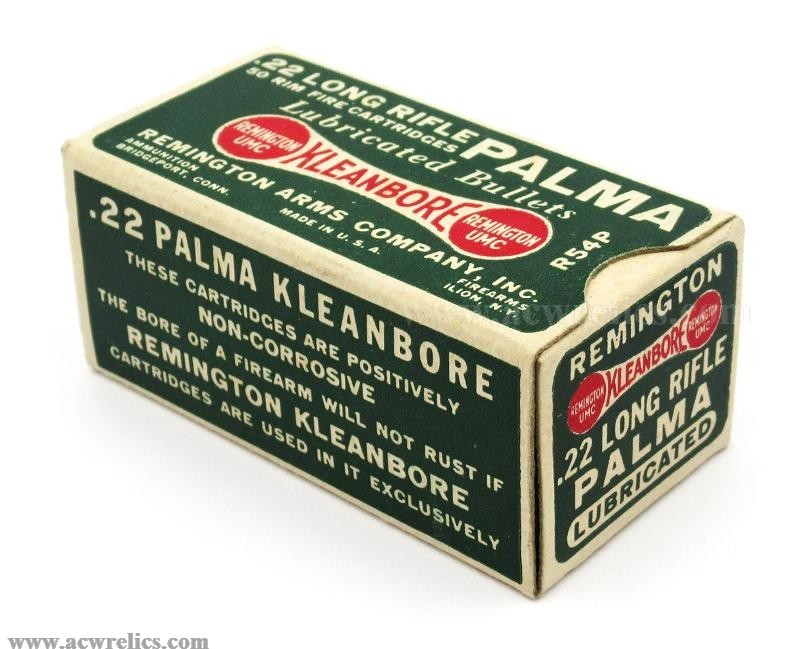 .22 LONG RIFLE
50 RIM FIRE CARTRIDGES
PALMA
Lubricated Bullets
REMINGTON UMC
KLEANBORE
REMINGTON UMC
R54P
REMINGTON ARMS COMPANY, INC.
AMMUNITION
BRIDGEPORT, CONN.
MADE IN U.S.A.
FIREARMS
ILION, N.Y.
.22 PALMA KLEANBORE
THESE CARTRIDGES ARE POSITIVELY
NON-CORROSIVE
THE BORE OF A FIREARM WILL NOT RUST IF
REMINGTON KLEANBORE
CARTRIDGES ARE USED IN IT EXCLUSIVELY
REMINGTON
REMINGTON UMC
KLEANBORE
REMINGTON UMC
.22 LONG RIFLE
PALMA
LUBRICATED
www.acwrelics.com
www.acwrelics.com